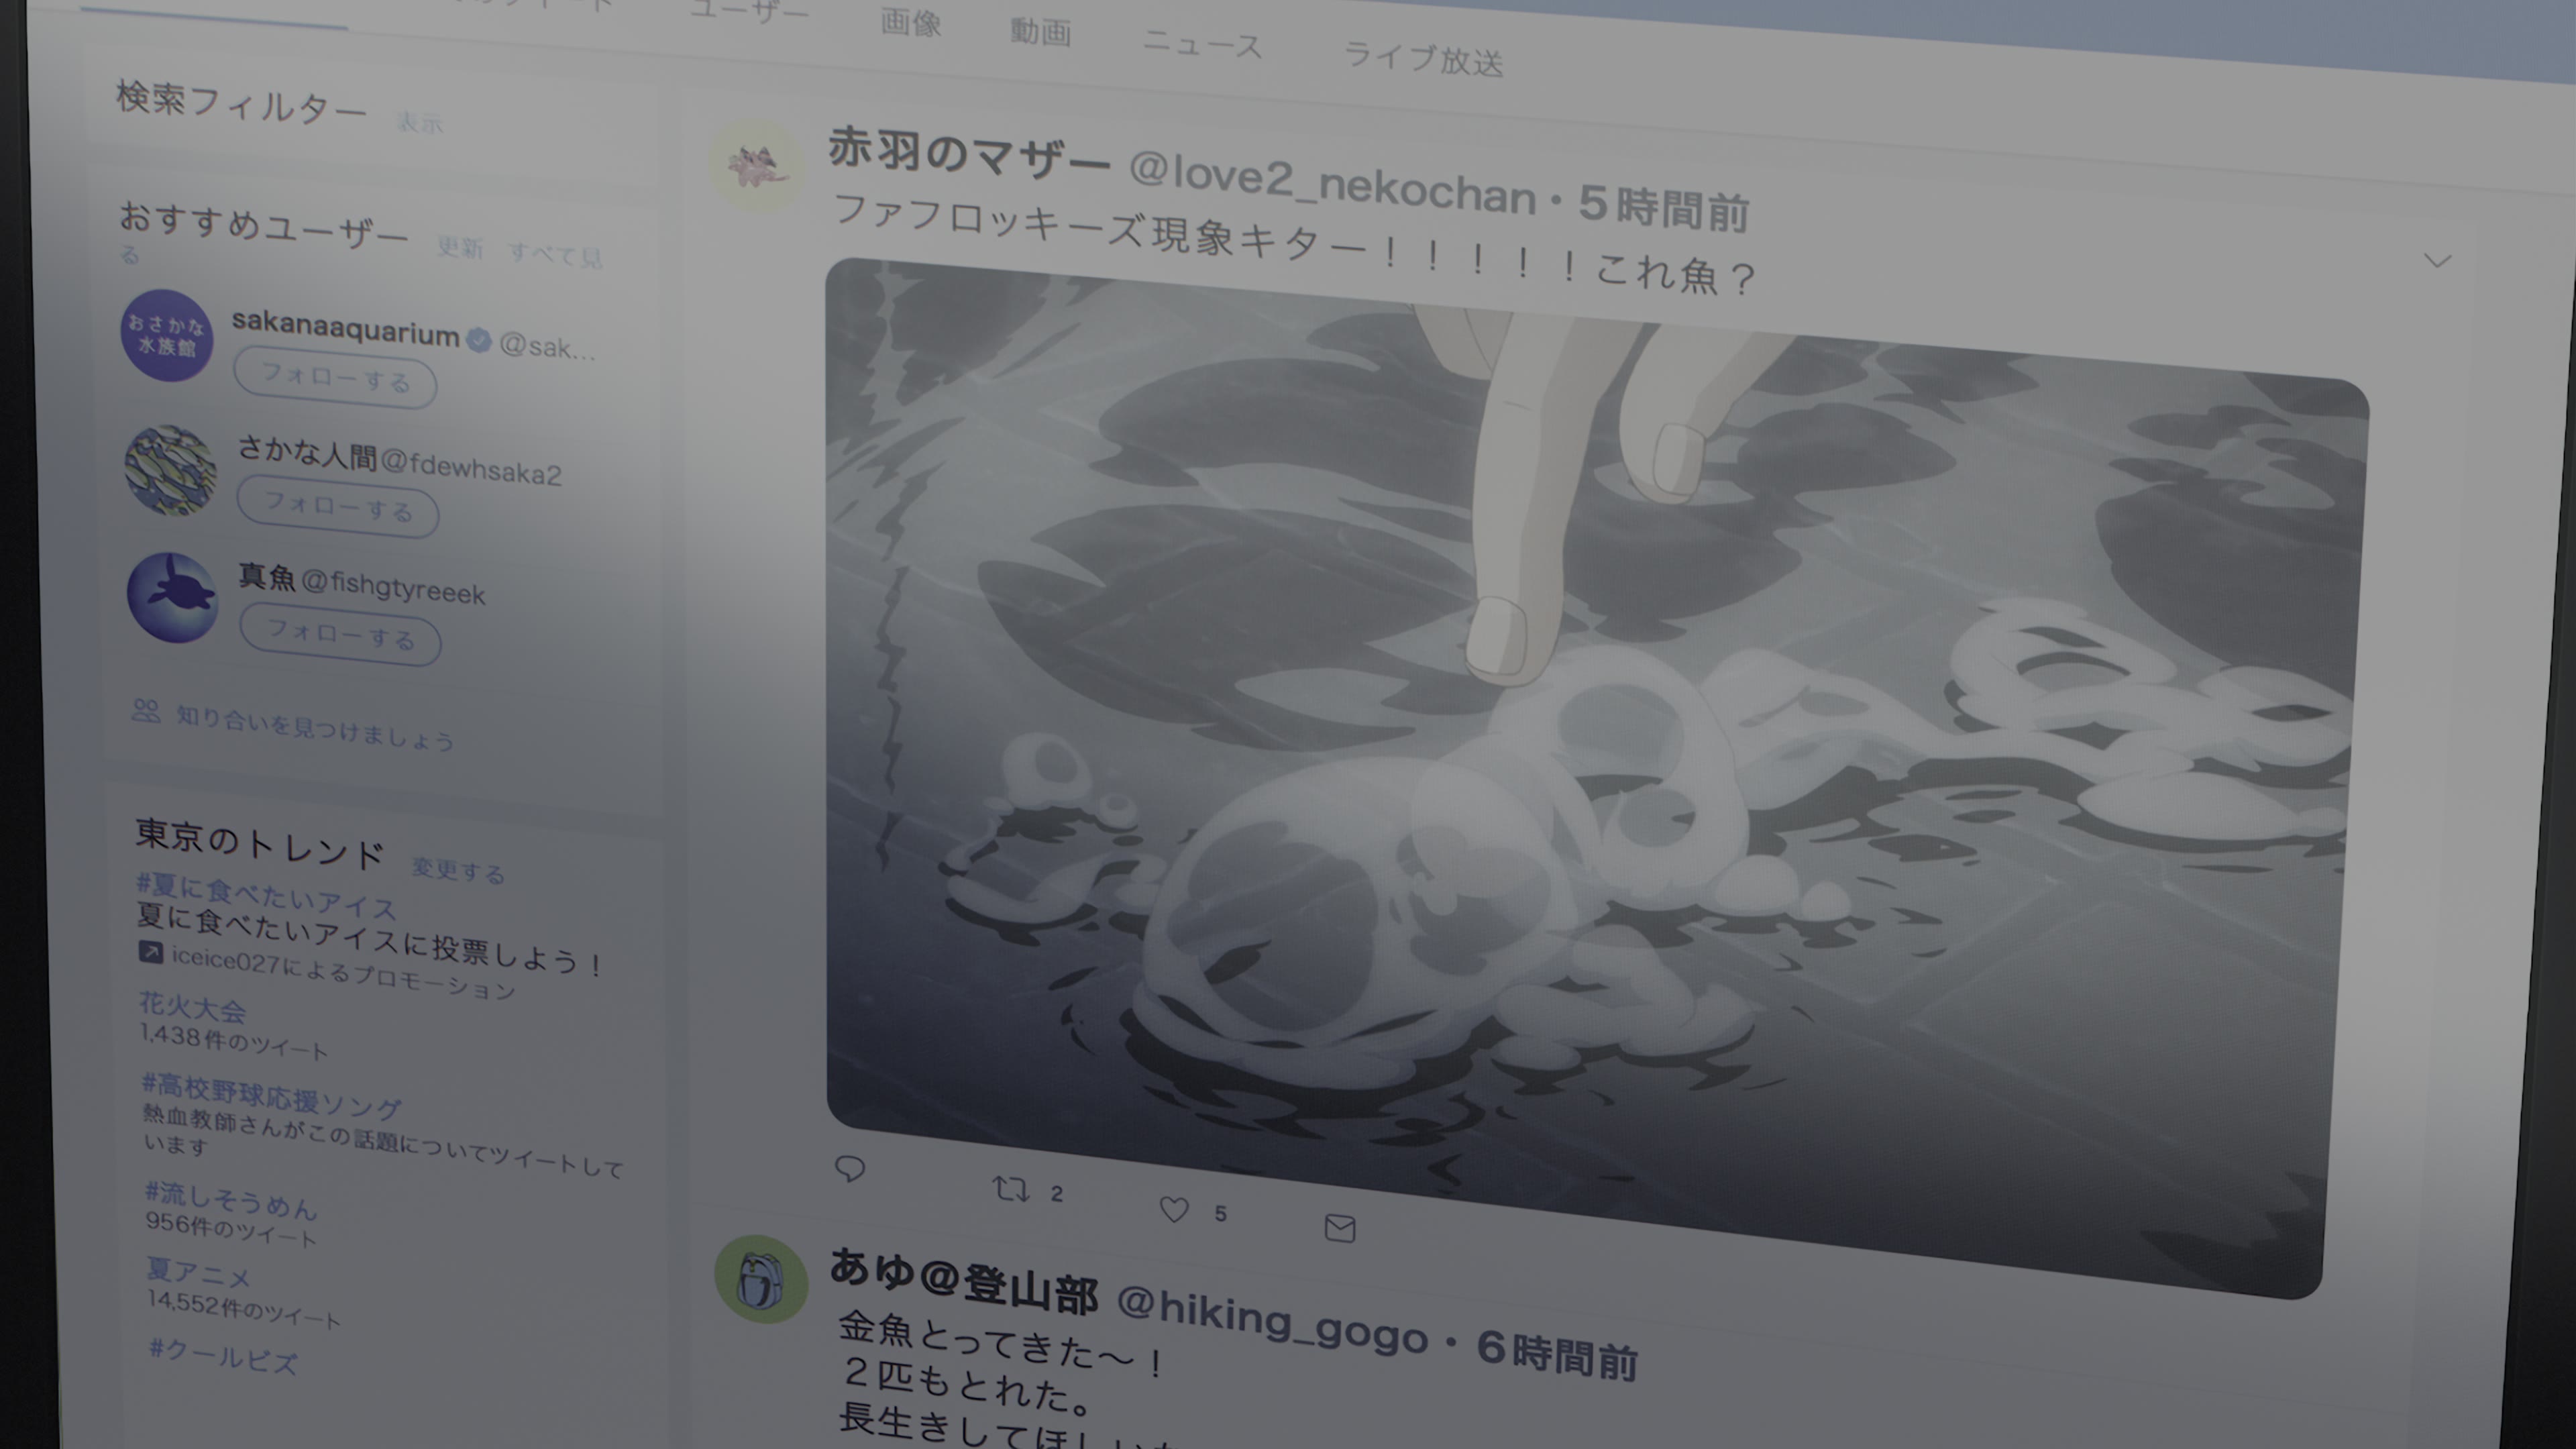 ユーザー
画像
動画
ニュース
ライブ放送
検索フィルター 表示
おすすめユーザー 更新 すべて見
る
おさかな
水族館
sakanaaquarium @sak...
フォローする
さかな人間@fdewhsaka2
フォローする
真魚@fishgtyreeek
フォローする
知り合いを見つけましょう
東京のトレンド 変更する
#夏に食べたいアイス
夏に食べたいアイスに投票しよう！
iceice027によるプロモーション
花火大会
1,438件のツイート
#高校野球応援ソング
熱血教師さんがこの話題についてツイートして
います
#流しそうめん
956件のツイート
夏アニメ
14,552件のツイート
#クールビズ
赤羽のマザー @love2_nekochan・5時間前
ファフロッキーズ現象キター！！！！！これ魚？
2
5
あゆ@登山部 @hiking_gogo・6時間前
金魚とってきた〜！
２匹もとれた。
長生きしてほしい